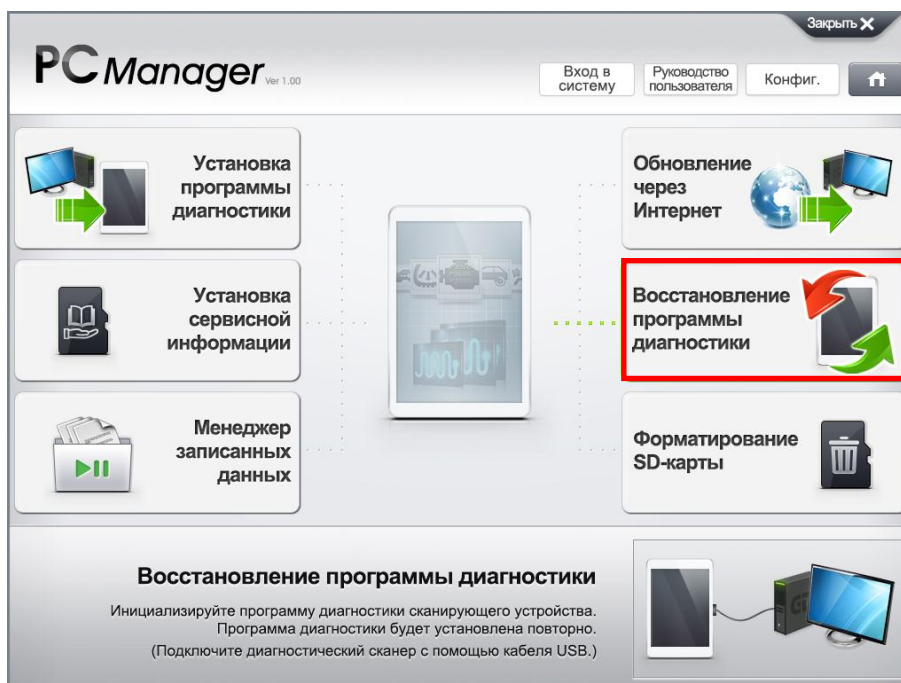 Закрыть X
PC Manager Ver 1.00
Вход в
систему
Руководство
пользователя
Конфиг.
Установка
программы
диагностики
Обновление
через
Интернет
Установка
сервисной
информации
Восстановление
программы
диагностики
Менеджер
записанных
данных
Форматирование
SD-карты
Восстановление программы диагностики
Инициализируйте программу диагностики сканирующего устройства.
Программа диагностики будет установлена повторно.
(Подключите диагностический сканер с помощью кабеля USB.)